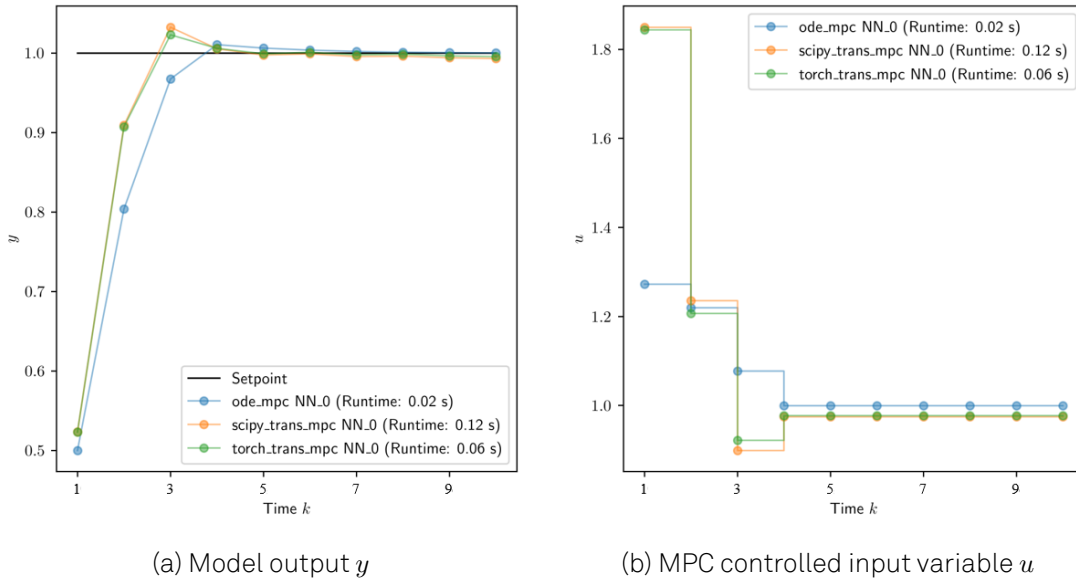 1.0
0.9
0.8
0.7
0.6
0.5
y
Setpoint
ode_mpc NN_0 (Runtime: 0.02 s)
scipy_trans_mpc NN_0 (Runtime: 0.12 s)
torch_trans_mpc NN_0 (Runtime: 0.06 s)
1 3 5 7 9
Time k
(a) Model output y
1.8
1.6
1.4
1.2
1.0
u
ode_mpc NN_0 (Runtime: 0.02 s)
scipy_trans_mpc NN_0 (Runtime: 0.12 s)
torch_trans_mpc NN_0 (Runtime: 0.06 s)
1 3 5 7 9
Time k
(b) MPC controlled input variable u